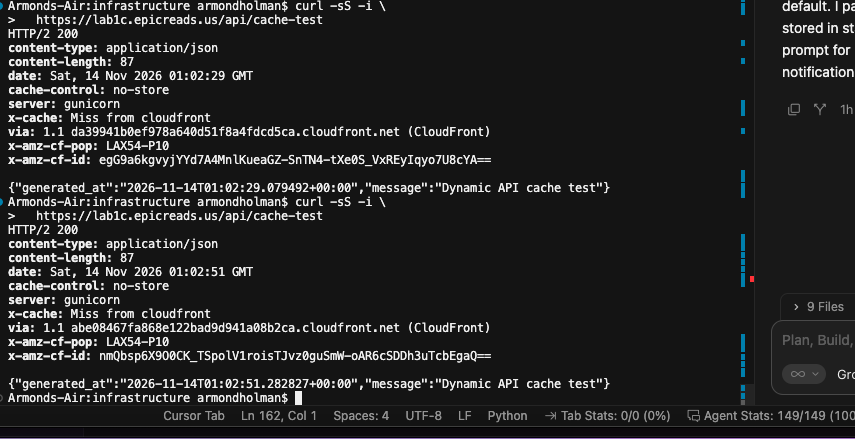 Armonds-Air:infrastructure armondholman$ curl -sS -i \
>   https://lab1c.epicreads.us/api/cache-test
HTTP/2 200
content-type: application/json
content-length: 87
date: Sat, 14 Nov 2026 01:02:29 GMT
cache-control: no-store
server: gunicorn
x-cache: Miss from cloudfront
via: 1.1 da39941b0ef978a640d51f8a4fdcd5ca.cloudfront.net (CloudFront)
x-amz-cf-pop: LAX54-P10
x-amz-cf-id: egG9a6kgvyjYYd7A4MnlKueaGZ-SnTN4-tXe0S_VxREyIqyo7U8cYA==
{"generated_at":"2026-11-14T01:02:29.079492+00:00","message":"Dynamic API cache test"}
Armonds-Air:infrastructure armondholman$ curl -sS -i \
>   https://lab1c.epicreads.us/api/cache-test
HTTP/2 200
content-type: application/json
content-length: 87
date: Sat, 14 Nov 2026 01:02:51 GMT
cache-control: no-store
server: gunicorn
x-cache: Miss from cloudfront
via: 1.1 abe08467fa868e122bad9d941a08b2ca.cloudfront.net (CloudFront)
x-amz-cf-pop: LAX54-P10
x-amz-cf-id: nmQbsp6X9O0CK_TSpolV1roisTJvz0guSmW-oAR6cSDDh3uTcbEgaQ==
{"generated_at":"2026-11-14T01:02:51.282827+00:00","message":"Dynamic API cache test"}
Armonds-Air:infrastructure armondholman$
default. I pa
stored in st
prompt for
notification
1h
9 Files
Plan, Build,
Gro
Cursor Tab Ln 162, Col 1 Spaces: 4 UTF-8 LF Python Tab Stats: 0/0 (0%) Agent Stats: 149/149 (100